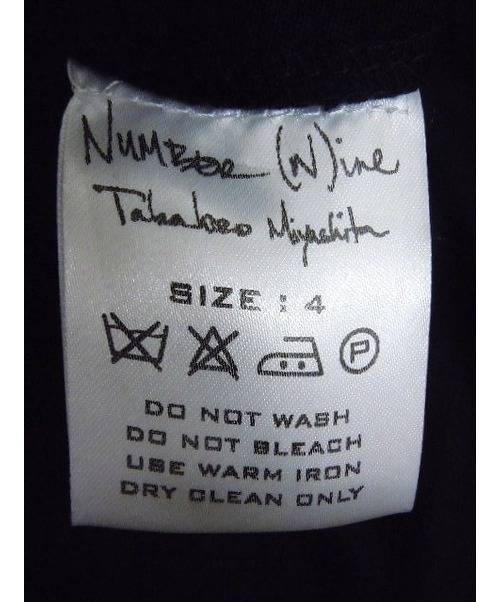 NUMBER (N)ine
Takahiro Miyashita
SIZE : 4
P
DO NOT WASH
DO NOT BLEACH
USE WARM IRON
DRY CLEAN ONLY